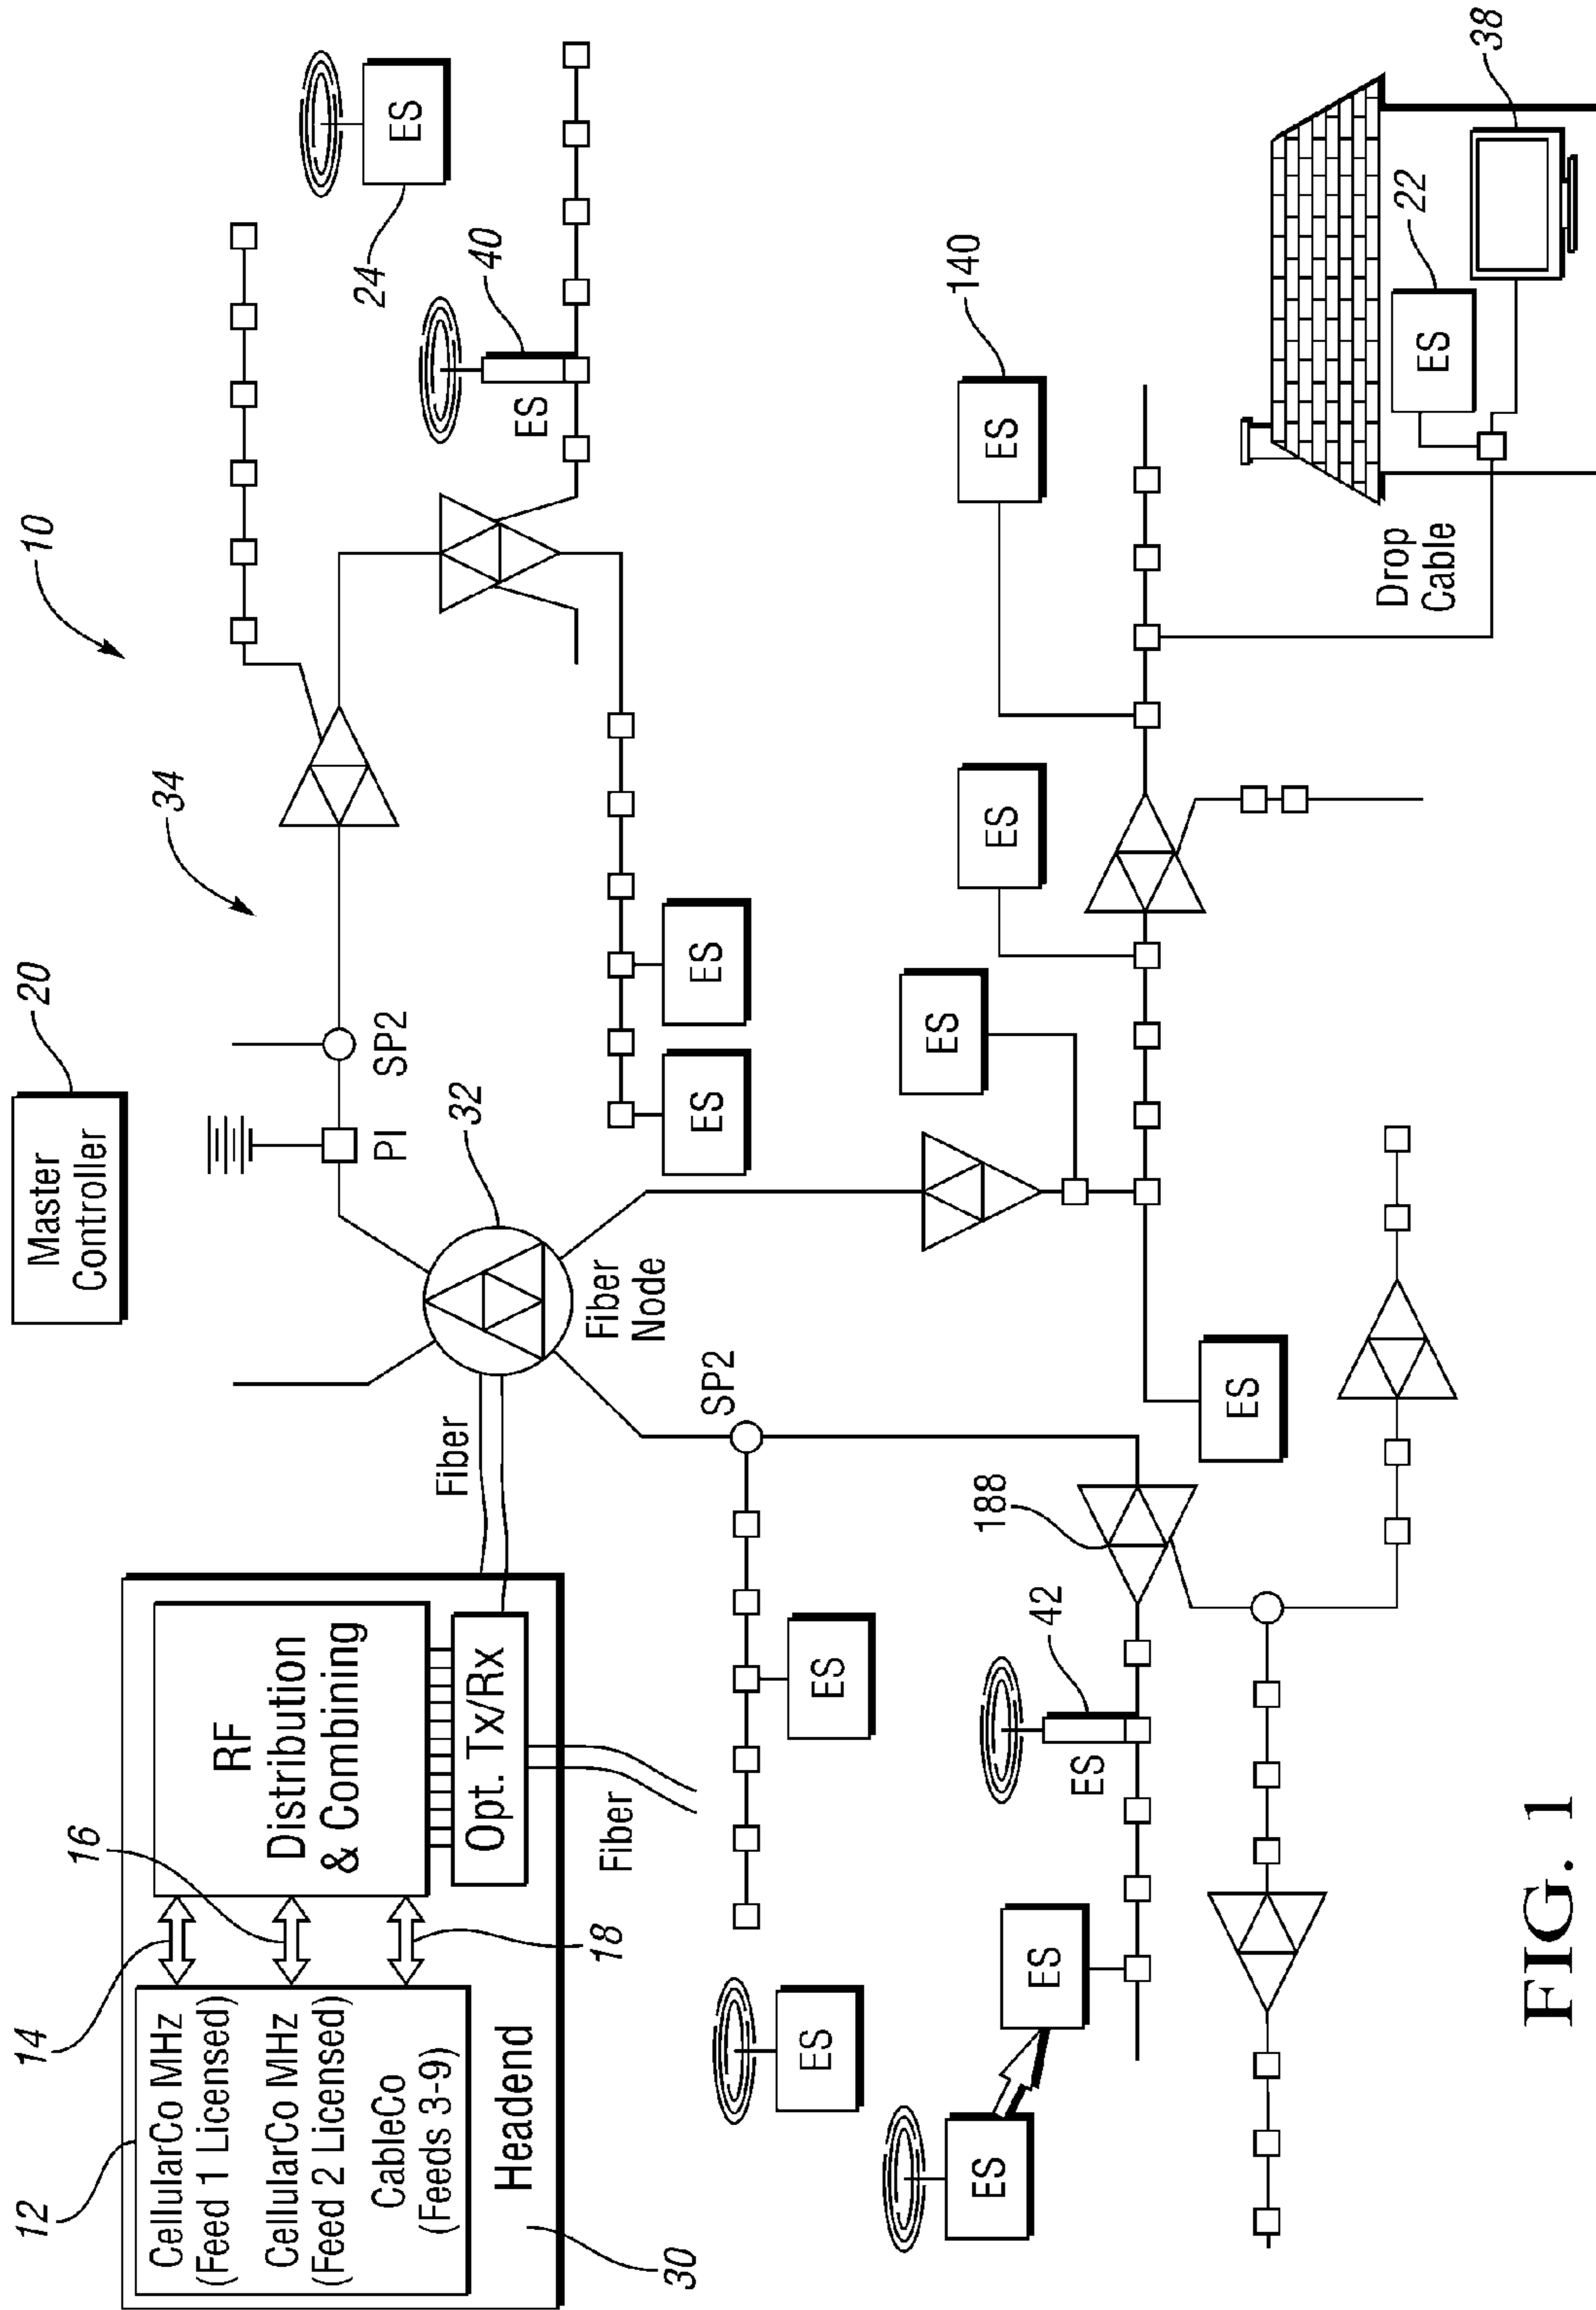 10
34
20
Master
Controller
12
14
16
CellularCo MHz
(Feed 1 Licensed)
CellularCo MHz
(Feed 2 Licensed)
CableCo
(Feeds 3-9)
Headend
30
18
RF
Distribution
& Combining
Opt. Tx/Rx
Fiber
Fiber
32
Fiber
Node
PI
SP2
ES
24
ES
40
ES
ES
SP2
ES
ES
ES
ES
ES
42
188
ES
ES
ES
ES
140
Drop
Cable
ES
22
38
FIG. 1